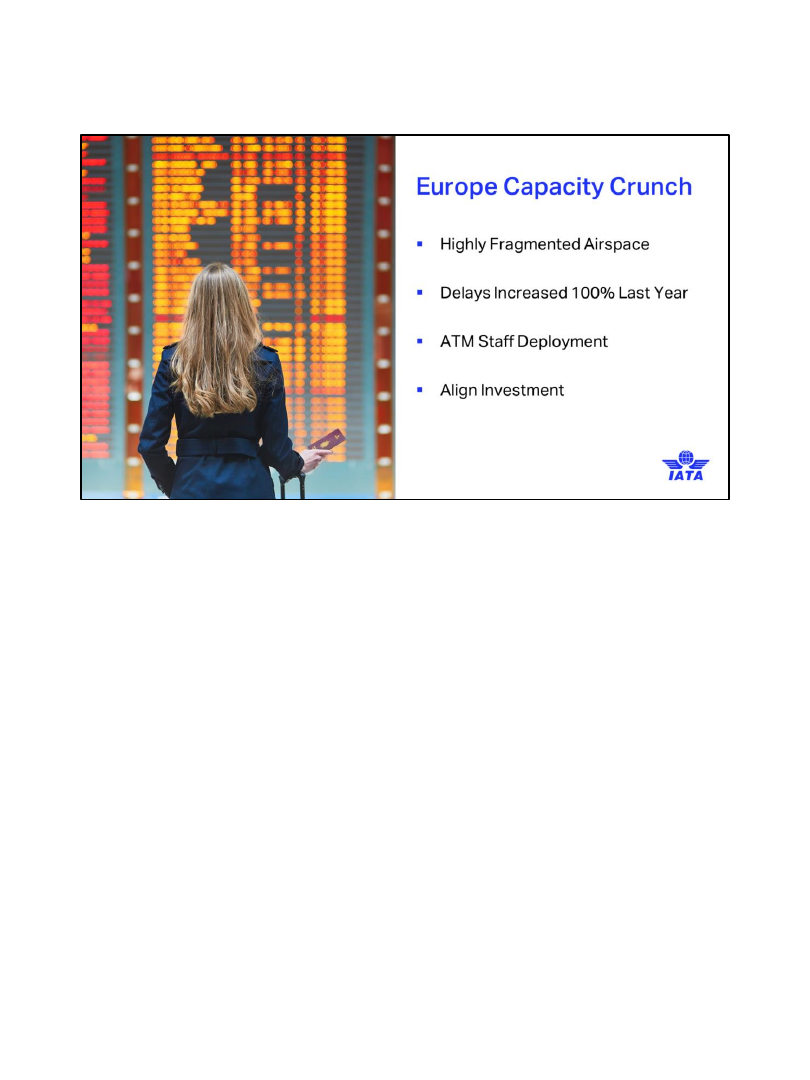 Europe Capacity Crunch
▪ Highly Fragmented Airspace
▪ Delays Increased 100% Last Year
▪ ATM Staff Deployment
▪ Align Investment
IATA